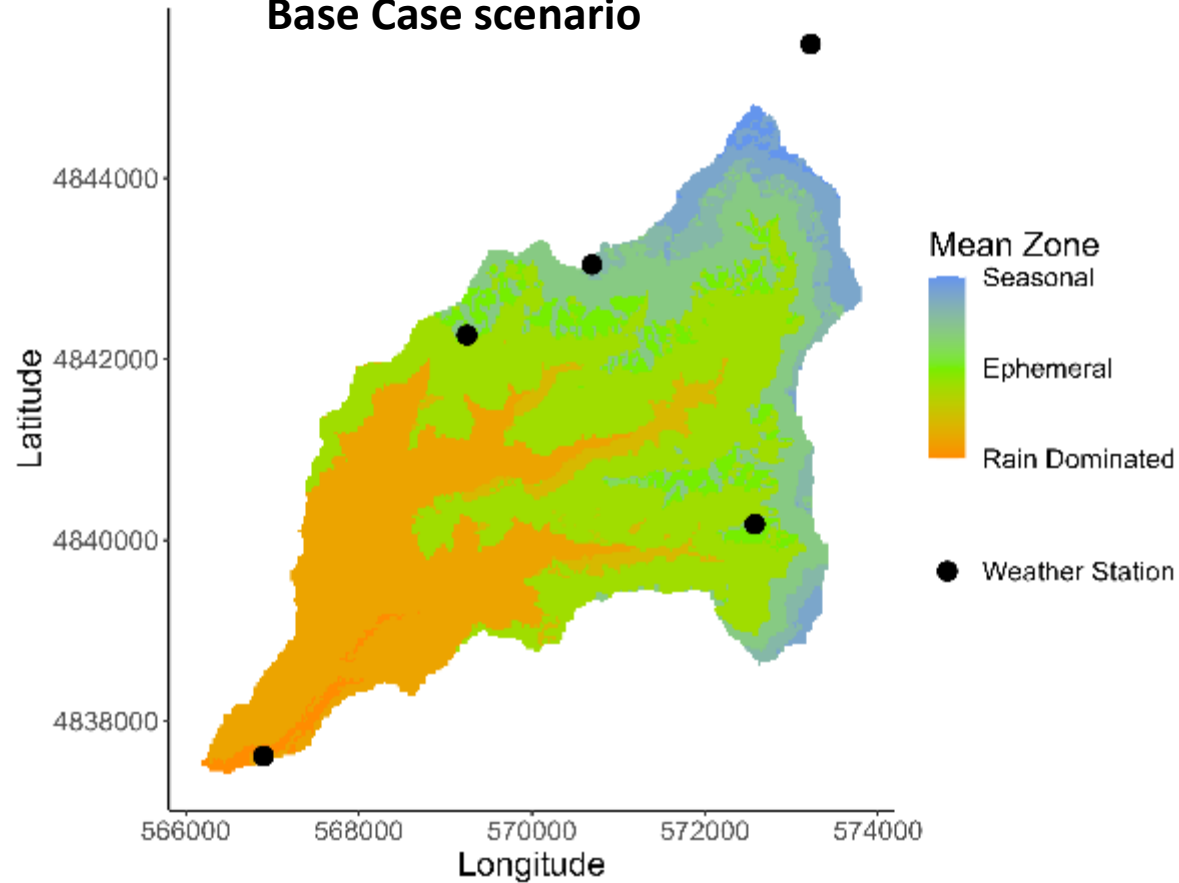 Base Case scenario
4844000
4842000
4840000
4838000
Latitude
566000 568000 570000 572000 574000
Longitude
Mean Zone
Seasonal
Ephemeral
Rain Dominated
Weather Station